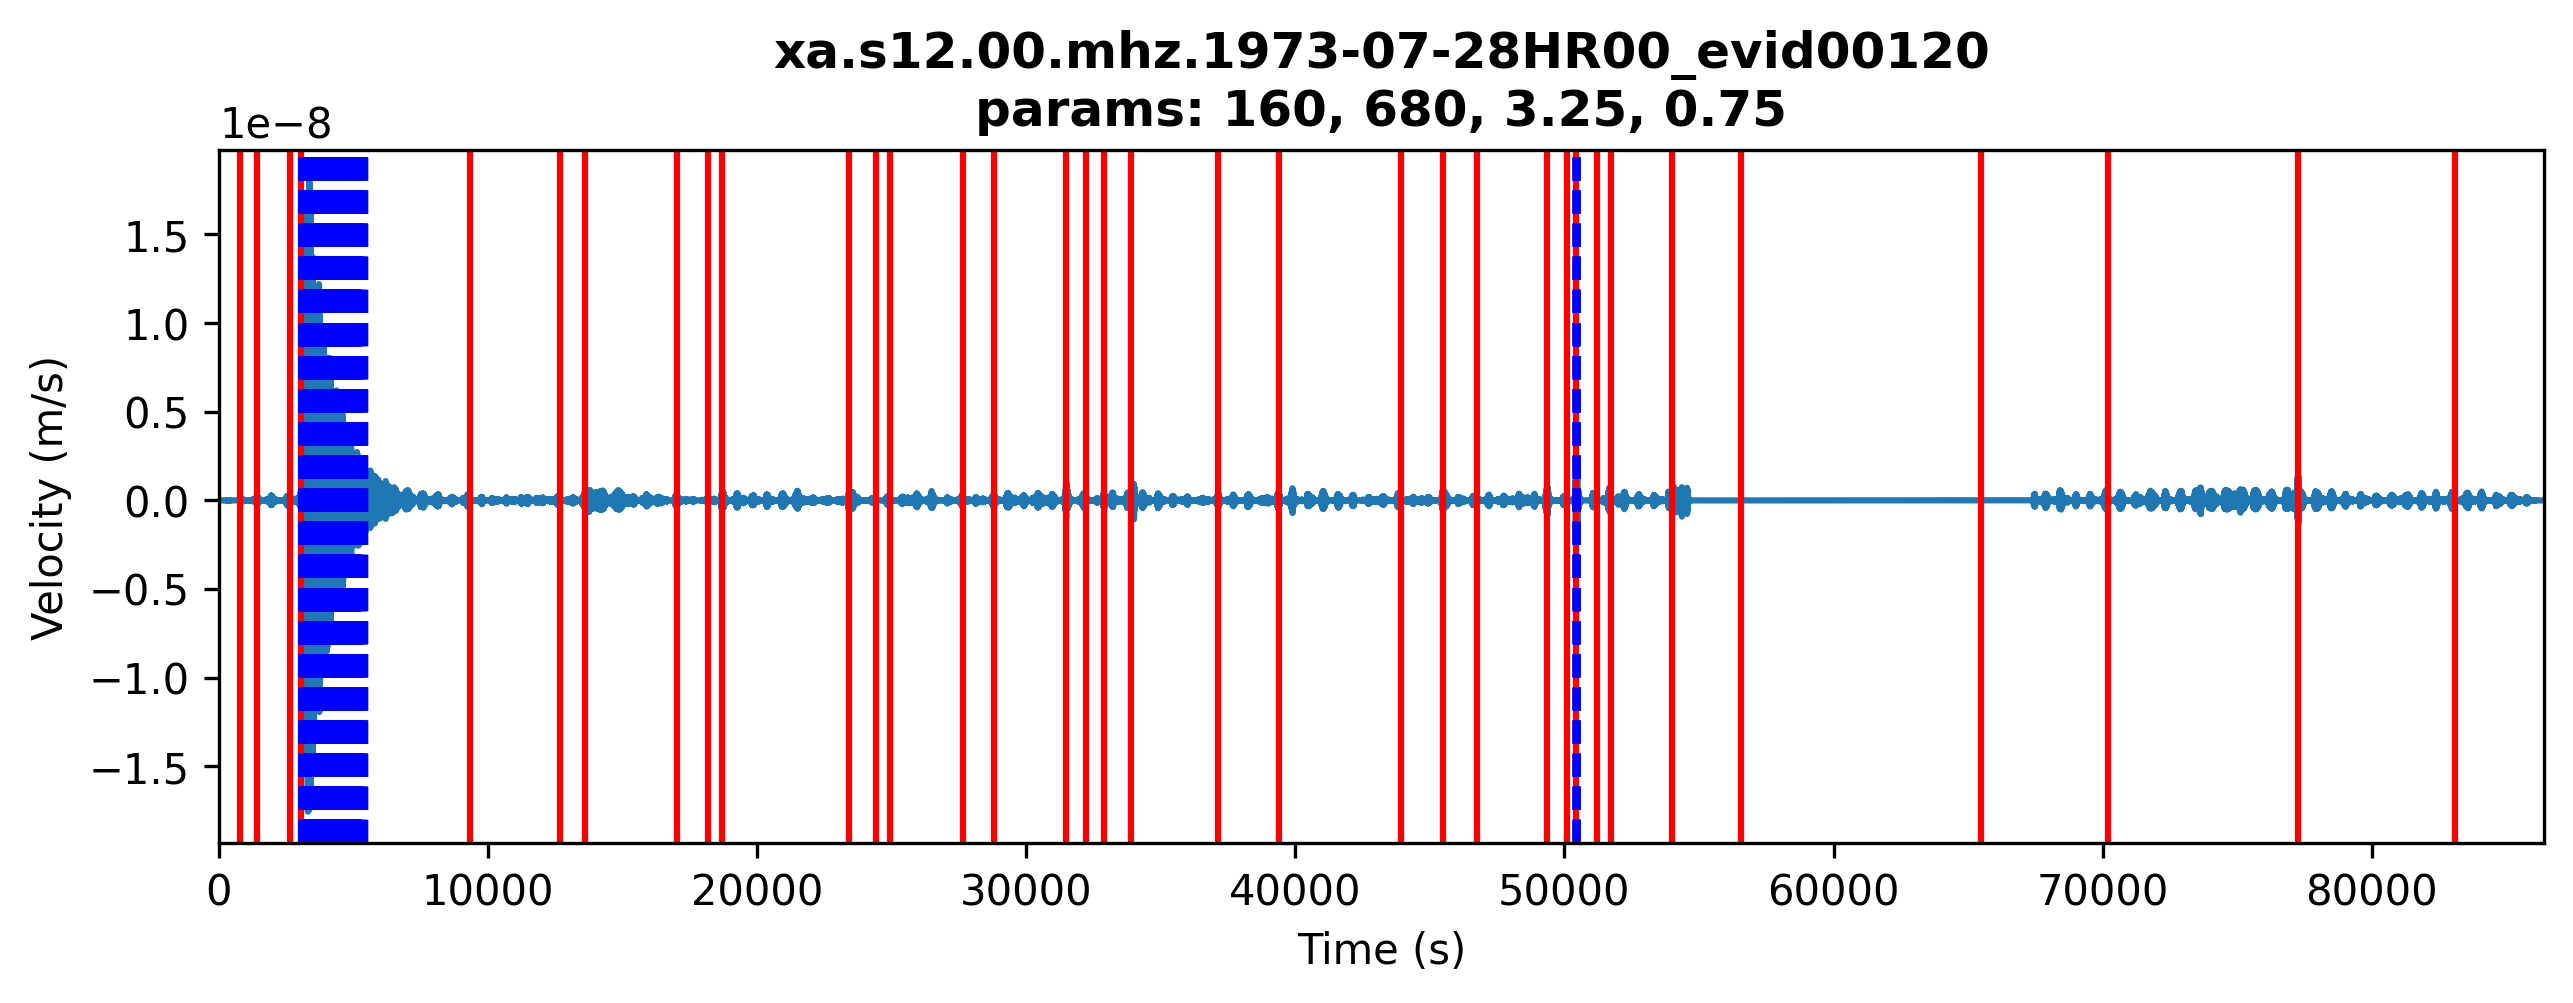 xa.s12.00.mhz.1973-07-28HR00_evid00120
params: 160, 680, 3.25, 0.75
1e−8
1.5
1.0
0.5
0.0
−0.5
−1.0
−1.5
Velocity (m/s)
0 10000 20000 30000 40000 50000 60000 70000 80000
Time (s)